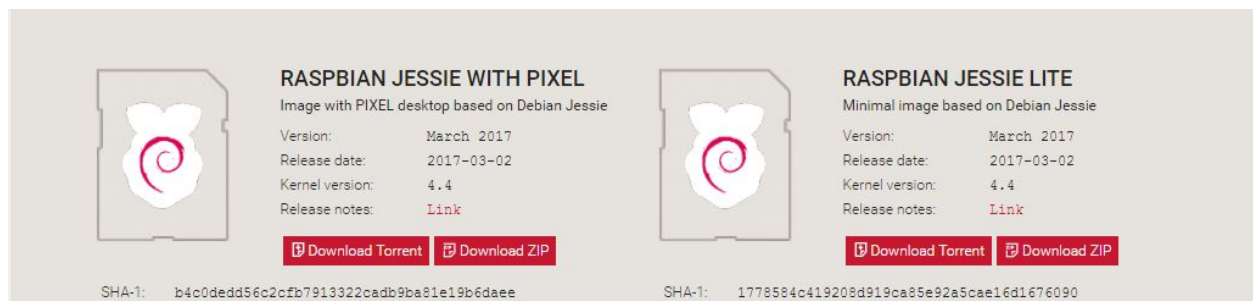 RASPBIAN JESSIE WITH PIXEL
Image with PIXEL desktop based on Debian Jessie
Version: March 2017
Release date: 2017-03-02
Kernel version: 4.4
Release notes: Link
Download Torrent Download ZIP
SHA-1: b4c0dedd56c2cfb7913322cadb9ba81e19b6daee
RASPBIAN JESSIE LITE
Minimal image based on Debian Jessie
Version: March 2017
Release date: 2017-03-02
Kernel version: 4.4
Release notes: Link
Download Torrent Download ZIP
SHA-1: 1778584c419208d919ca85e92a5cae16d1676090